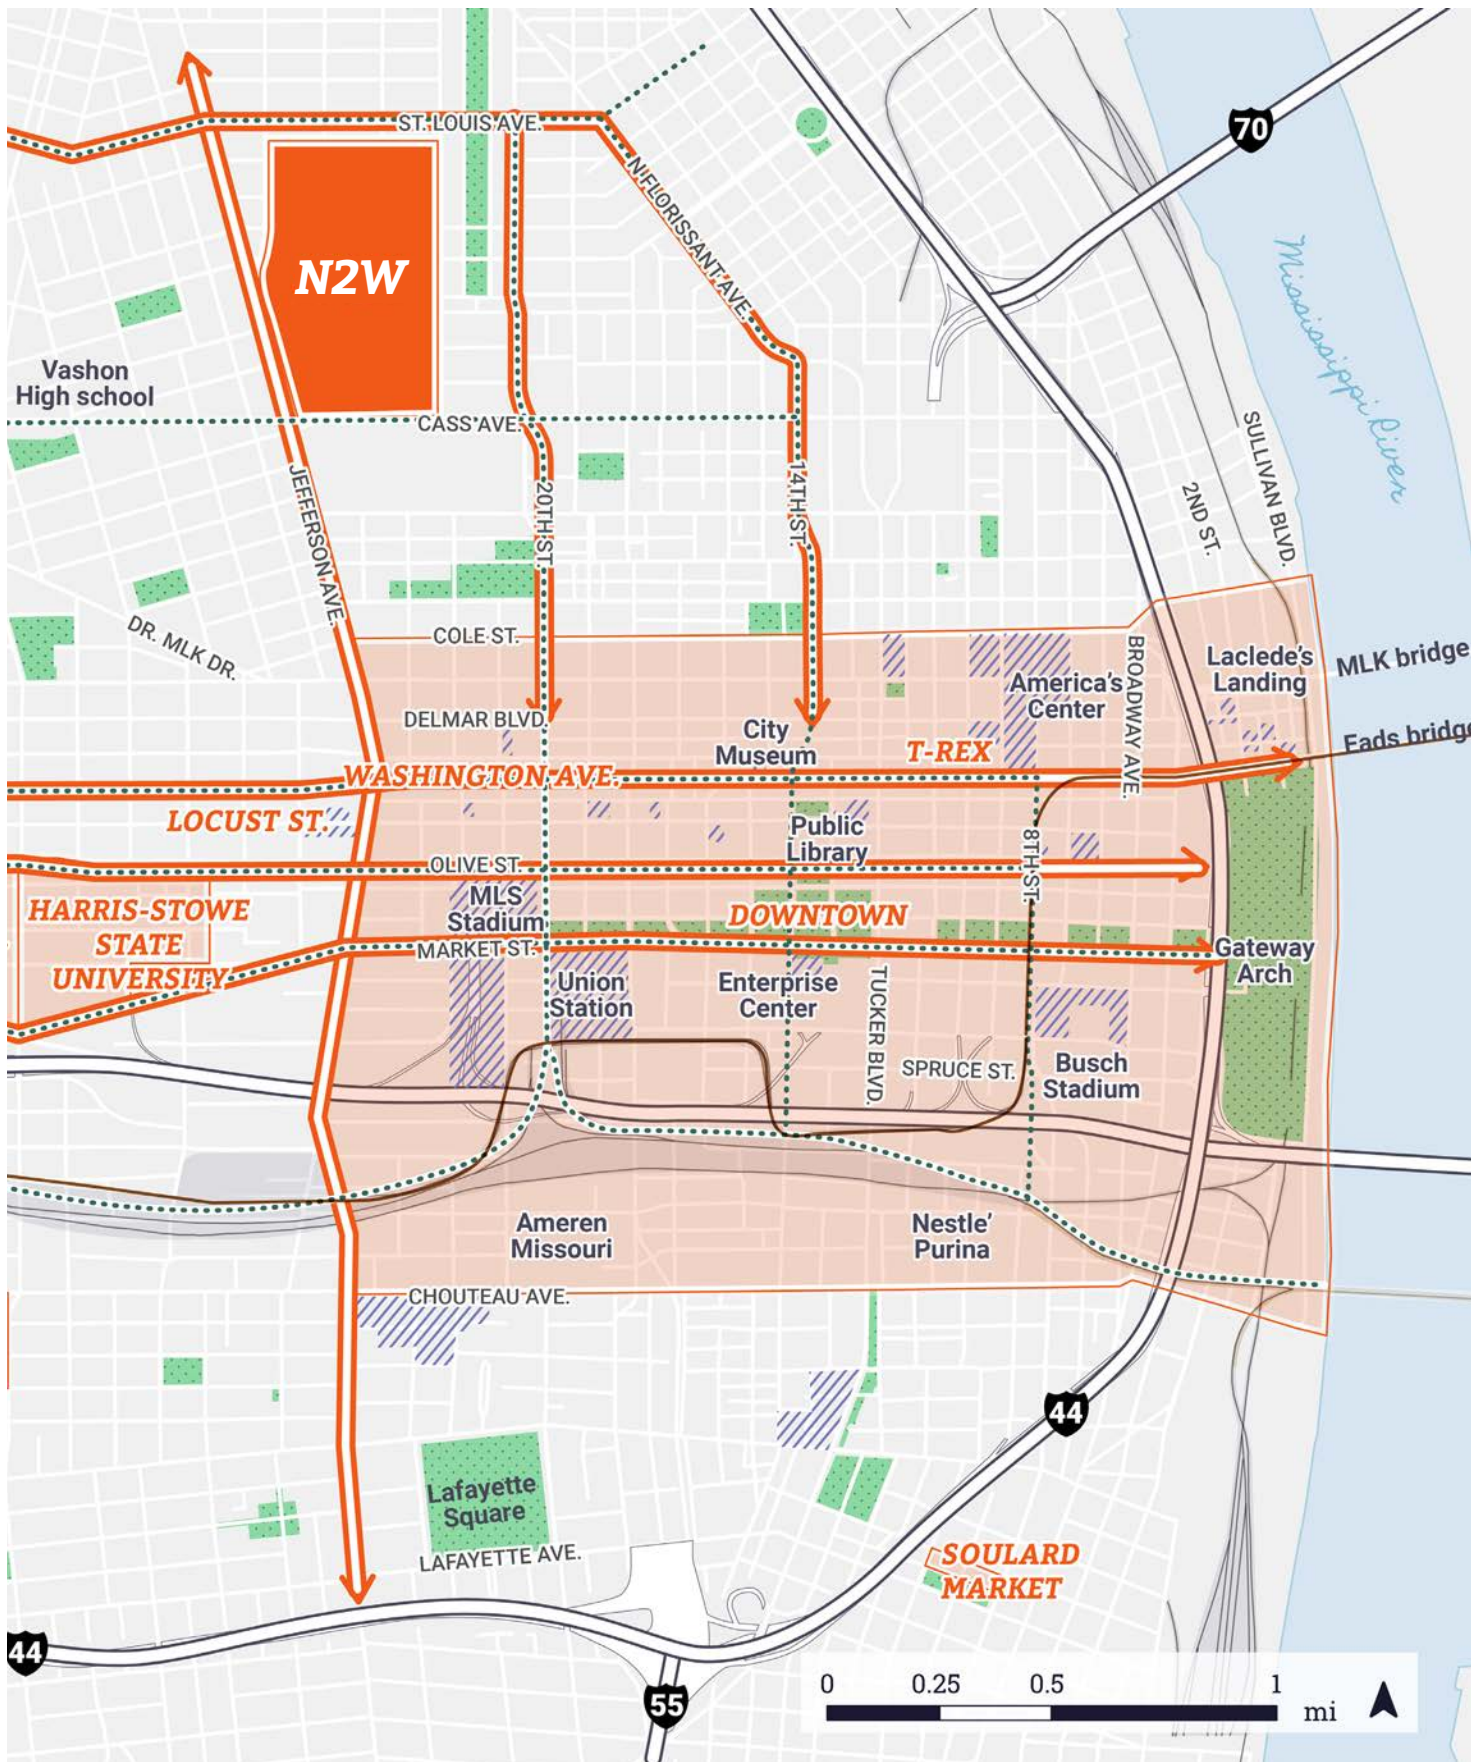 70
ST. LOUIS AVE.
N FLORISSANT AVE.
N2W
Mississippi River
Vashon
High school
CASS AVE.
SULLIVAN BLVD.
2ND ST.
JEFFERSON AVE.
20TH ST.
14TH ST.
DR. MLK DR.
COLE ST.
BROADWAY AVE.
Laclede's
Landing
MLK bridge
America's
Center
DELMAR BLVD.
City
Museum
T-REX
Eads bridge
WASHINGTON AVE.
LOCUST ST.
Public
Library
8TH ST.
OLIVE ST.
MLS
Stadium
HARRIS-STOWE
STATE
UNIVERSITY
DOWNTOWN
MARKET ST.
Gateway
Arch
Union
Station
Enterprise
Center
TUCKER BLVD.
SPRUCE ST.
Busch
Stadium
Ameren
Missouri
Nestle’
Purina
CHOUTEAU AVE.
44
Lafayette
Square
LAFAYETTE AVE.
SOULARD
MARKET
44
55
0 0.25 0.5 1
mi